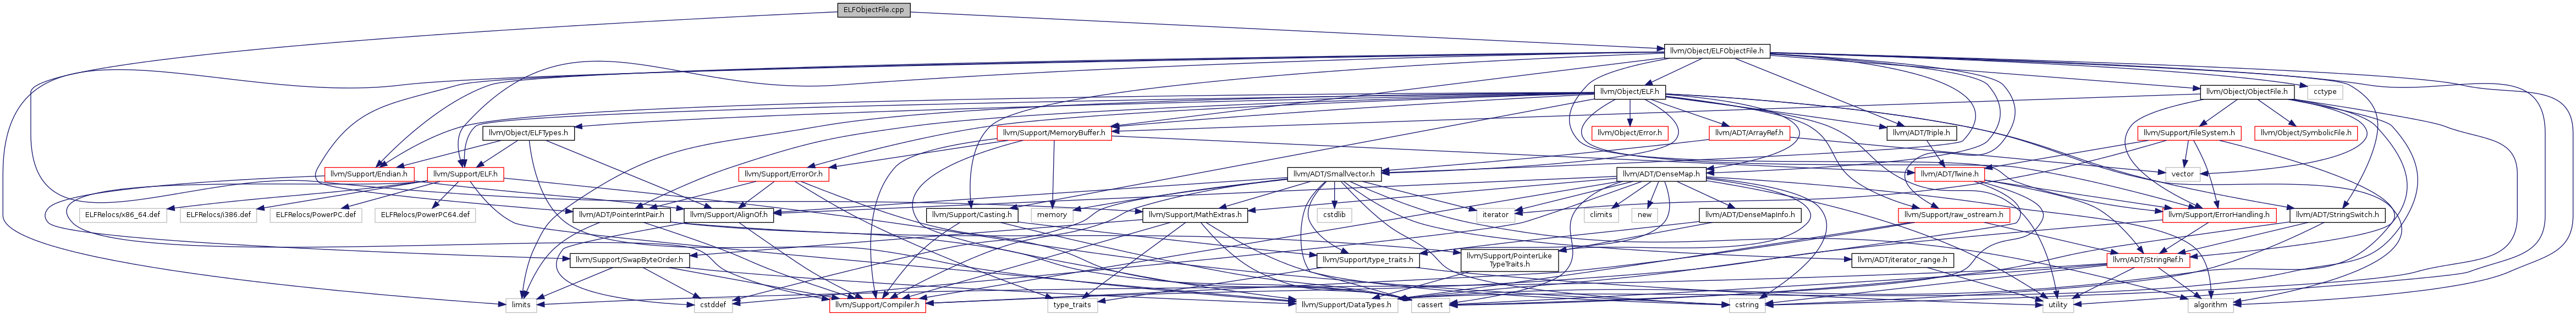 ELFObjectFile.cpp
llvm/Object/ELFObjectFile.h
llvm/Object/ELF.h
llvm/Object/ObjectFile.h
cctype
llvm/Object/ELFTypes.h
llvm/Support/MemoryBuffer.h
llvm/Object/Error.h
llvm/ADT/ArrayRef.h
llvm/ADT/Triple.h
llvm/Support/FileSystem.h
llvm/Object/SymbolicFile.h
llvm/Support/Endian.h
llvm/Support/ELF.h
llvm/Support/ErrorOr.h
llvm/ADT/SmallVector.h
llvm/ADT/DenseMap.h
llvm/ADT/Twine.h
vector
ELFRelocs/x86_64.def
ELFRelocs/i386.def
ELFRelocs/PowerPC.def
ELFRelocs/PowerPC64.def
llvm/ADT/PointerIntPair.h
llvm/Support/AlignOf.h
llvm/Support/Casting.h
memory
llvm/Support/MathExtras.h
cstdlib
iterator
climits
new
llvm/ADT/DenseMapInfo.h
llvm/Support/raw_ostream.h
llvm/Support/ErrorHandling.h
llvm/ADT/StringSwitch.h
llvm/Support/SwapByteOrder.h
llvm/Support/type_traits.h
llvm/Support/PointerLike
TypeTraits.h
llvm/ADT/iterator_range.h
llvm/ADT/StringRef.h
limits
cstddef
llvm/Support/Compiler.h
type_traits
llvm/Support/DataTypes.h
cassert
cstring
utility
algorithm